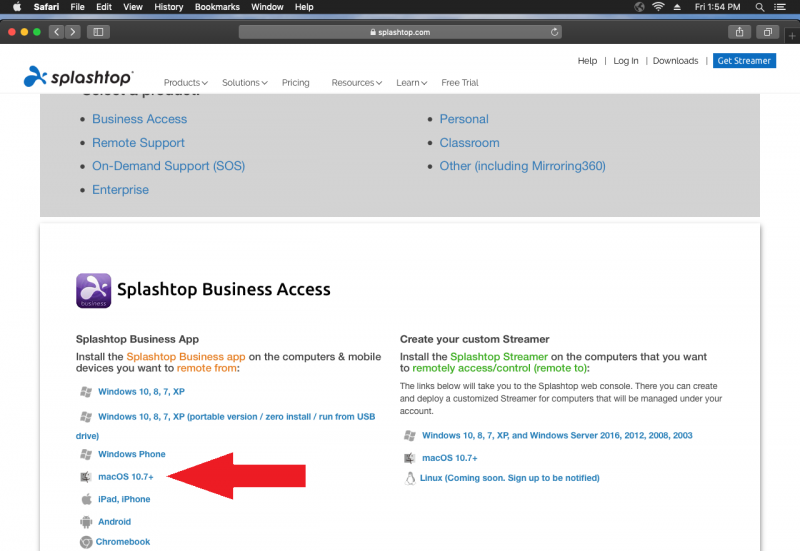 Safari File Edit View History Bookmarks Window Help Fri 1:54 PM
splashtop.com
Help | Log In | Downloads | Get Streamer
splashtop
Products Solutions Pricing Resources Learn Free Trial
Select a product:
Business Access
Remote Support
On-Demand Support (SOS)
Enterprise
Personal
Classroom
Other (including Mirroring360)
business
Splashtop Business Access
Splashtop Business App
Install the Splashtop Business app on the computers & mobile
devices you want to remote from:
Windows 10, 8, 7, XP
Windows 10, 8, 7, XP (portable version / zero install / run from USB
drive)
Windows Phone
macOS 10.7+
iPad, iPhone
Android
Chromebook
Create your custom Streamer
Install the Splashtop Streamer on the computers that you want
to remotely access/control (remote to):
The links below will take you to the Splashtop web console. There you can create
and deploy a customized Streamer for computers that will be managed under your
account.
Windows 10, 8, 7, XP, and Windows Server 2016, 2012, 2008, 2003
macOS 10.7+
Linux (Coming soon. Sign up to be notified)